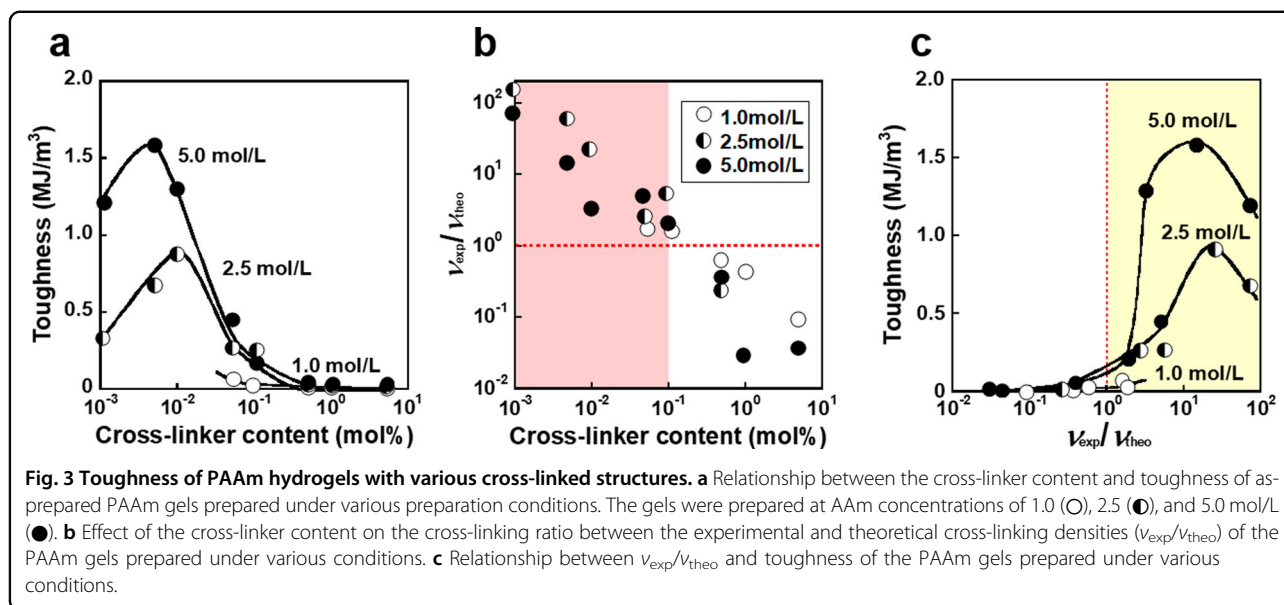 a
b
c
2.0
1.5
1.0
0.5
0
Toughness (MJ/m³)
5.0 mol/L
2.5 mol/L
1.0 mol/L
10⁻³
10⁻²
10⁻¹
10⁰
10¹
Cross-linker content (mol%)
10²
10¹
10⁰
10⁻¹
10⁻²
νexp/νtheo
1.0mol/L
2.5mol/L
5.0mol/L
10⁻³
10⁻²
10⁻¹
10⁰
10¹
Cross-linker content (mol%)
2.0
1.5
1.0
0.5
0
Toughness (MJ/m³)
5.0 mol/L
2.5 mol/L
1.0 mol/L
10⁻²
10⁻¹
10⁰
10¹
10²
νexp/νtheo
Fig. 3 Toughness of PAAm hydrogels with various cross-linked structures. a Relationship between the cross-linker content and toughness of as-
prepared PAAm gels prepared under various preparation conditions. The gels were prepared at AAm concentrations of 1.0 (○), 2.5 (◐), and 5.0 mol/L
(●). b Effect of the cross-linker content on the cross-linking ratio between the experimental and theoretical cross-linking densities (νexp/νtheo) of the
PAAm gels prepared under various conditions. c Relationship between νexp/νtheo and toughness of the PAAm gels prepared under various
conditions.